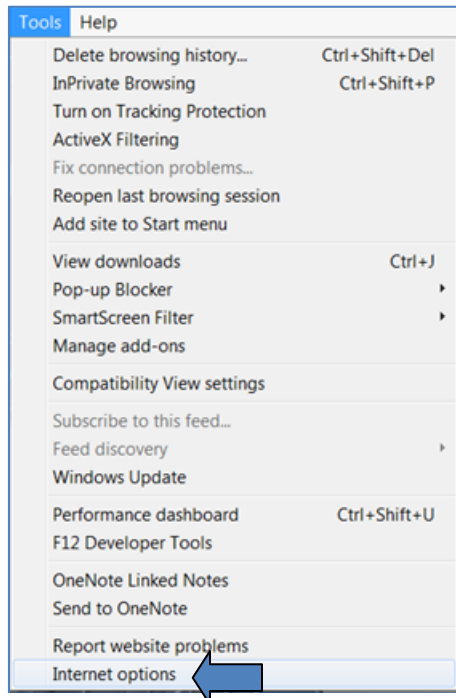 Tools Help
Delete browsing history... Ctrl+Shift+Del
InPrivate Browsing Ctrl+Shift+P
Turn on Tracking Protection
ActiveX Filtering
Fix connection problems...
Reopen last browsing session
Add site to Start menu
View downloads Ctrl+J
Pop-up Blocker
SmartScreen Filter
Manage add-ons
Compatibility View settings
Subscribe to this feed...
Feed discovery
Windows Update
Performance dashboard Ctrl+Shift+U
F12 Developer Tools
OneNote Linked Notes
Send to OneNote
Report website problems
Internet options